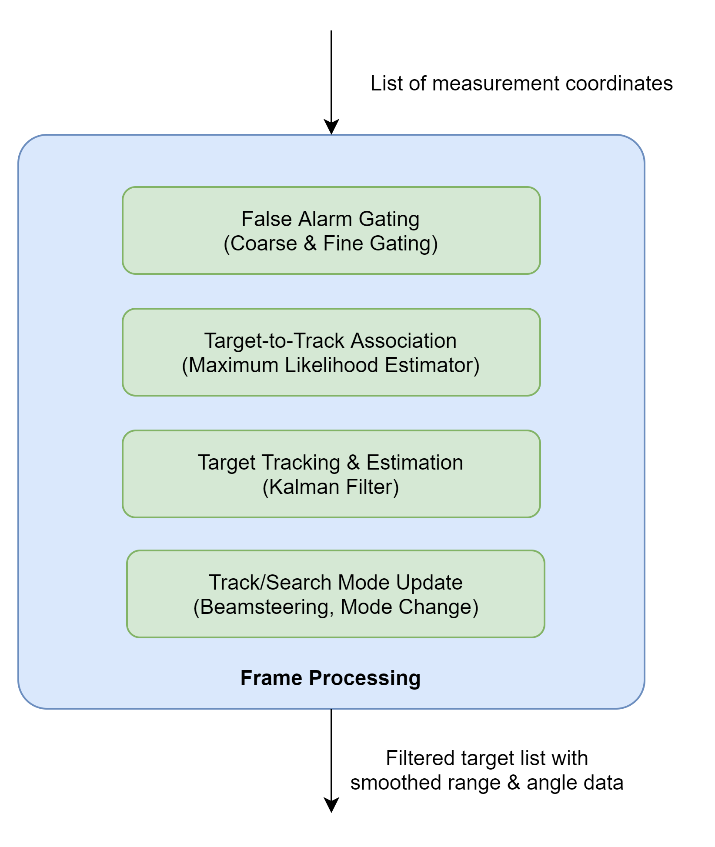 List of measurement coordinates
False Alarm Gating
(Coarse & Fine Gating)
Target-to-Track Association
(Maximum Likelihood Estimator)
Target Tracking & Estimation
(Kalman Filter)
Track/Search Mode Update
(Beamsteering, Mode Change)
Frame Processing
Filtered target list with
smoothed range & angle data